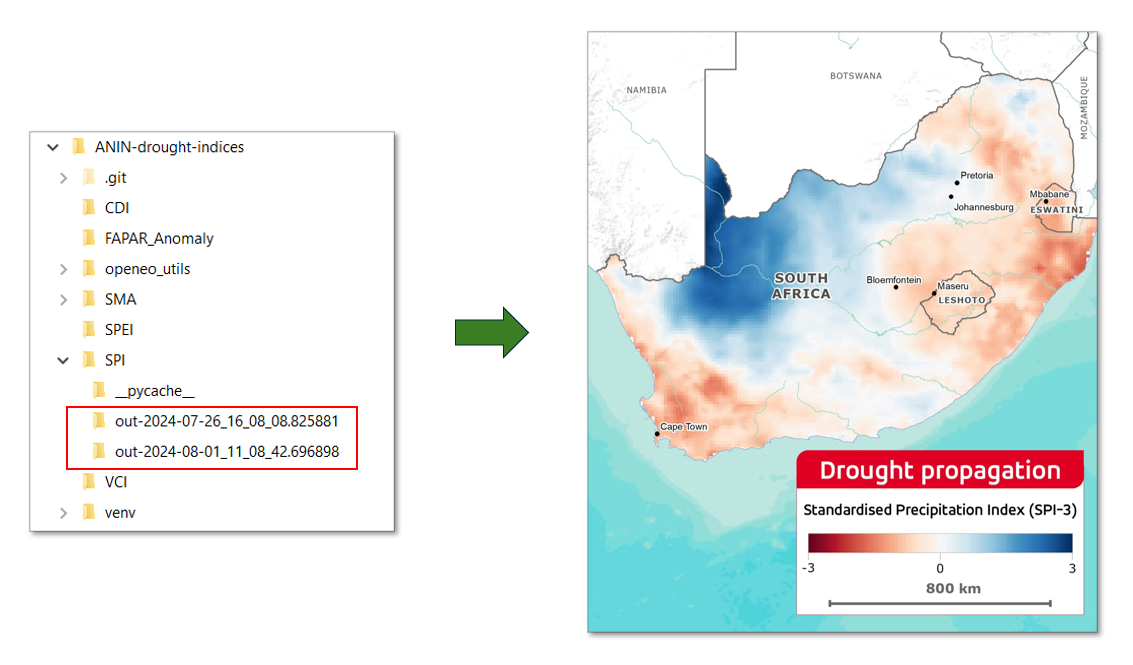 ANIN-drought-indices
.git
CDI
FAPAR_Anomaly
openeo_utils
SMA
SPEI
SPI
__pycache__
out-2024-07-26_16_08_08.825881
out-2024-08-01_11_08_42.696898
VCI
venv
NAMIBIA
BOTSWANA
MOZAMBIQUE
Pretoria
Johannesburg
Mbabane
ESWATINI
SOUTH
AFRICA
Bloemfontein
Maseru
LESHOTO
Cape Town
Drought propagation
Standardised Precipitation Index (SPI-3)
-3 0 3
800 km